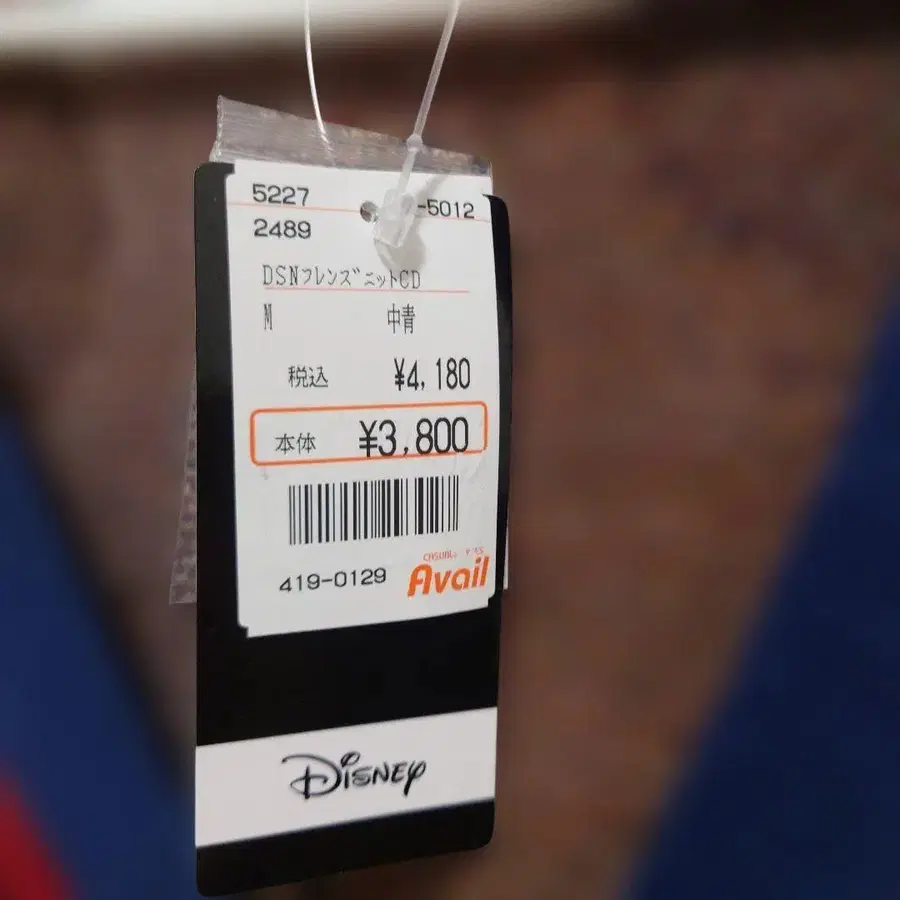 5227
-5012
2489
DSNフレンズニットCD
M 中青
税込 ¥4,180
本体 ¥3,800
419-0129
Avail
Disney